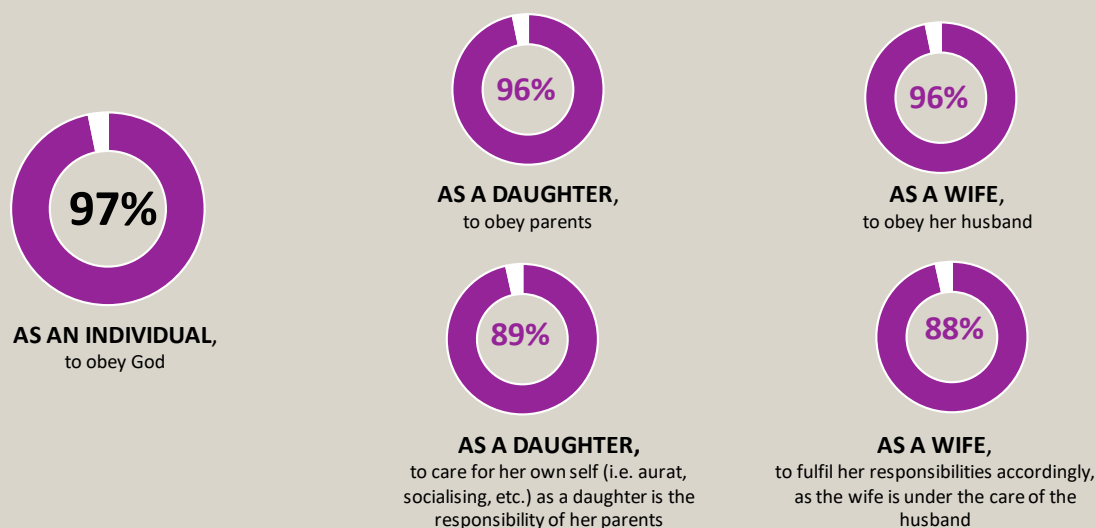 97%
AS AN INDIVIDUAL,
to obey God
96%
AS A DAUGHTER,
to obey parents
96%
AS A WIFE,
to obey her husband
89%
AS A DAUGHTER,
to care for her own self (i.e. aurat,
socialising, etc.) as a daughter is the
responsibility of her parents
88%
AS A WIFE,
to fulfil her responsibilities accordingly,
as the wife is under the care of the
husband